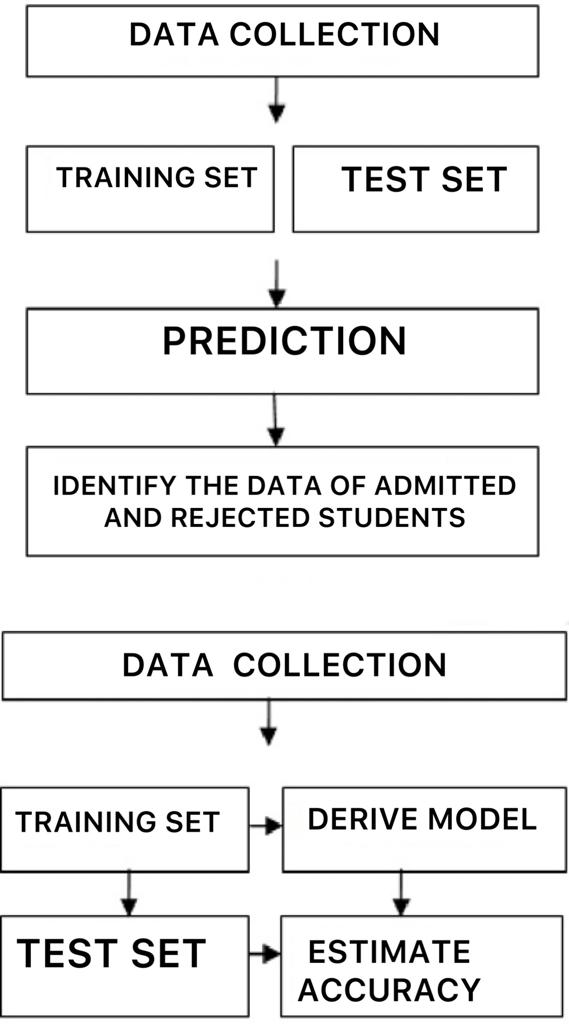 DATA COLLECTION
TRAINING SET
TEST SET
PREDICTION
IDENTIFY THE DATA OF ADMITTED
AND REJECTED STUDENTS
DATA COLLECTION
TRAINING SET
DERIVE MODEL
TEST SET
ESTIMATE
ACCURACY